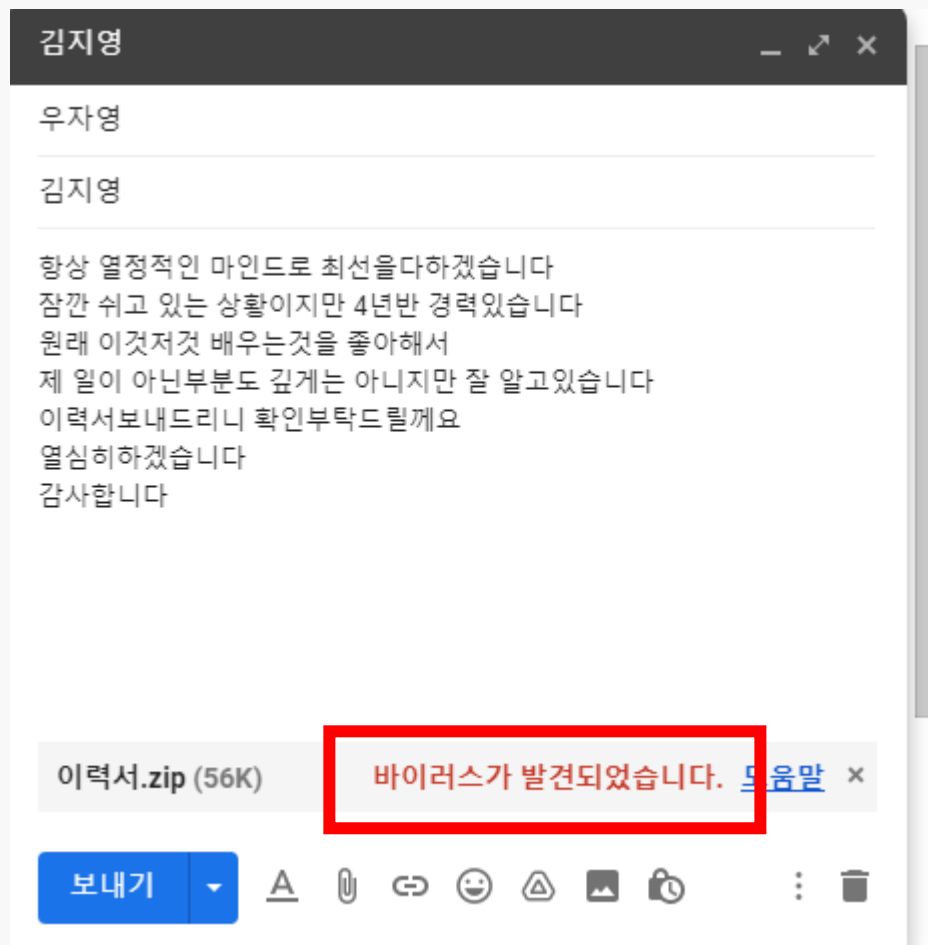 김지영
우자영
김지영
항상 열정적인 마인드로 최선을다하겠습니다
잠깐 쉬고 있는 상황이지만 4년반 경력있습니다
원래 이것저것 배우는것을 좋아해서
제 일이 아닌부분도 깊게는 아니지만 잘 알고있습니다
이력서보내드리니 확인부탁드릴께요
열심히하겠습니다
감사합니다
이력서.zip (56K) 바이러스가 발견되었습니다. 도움말
보내기